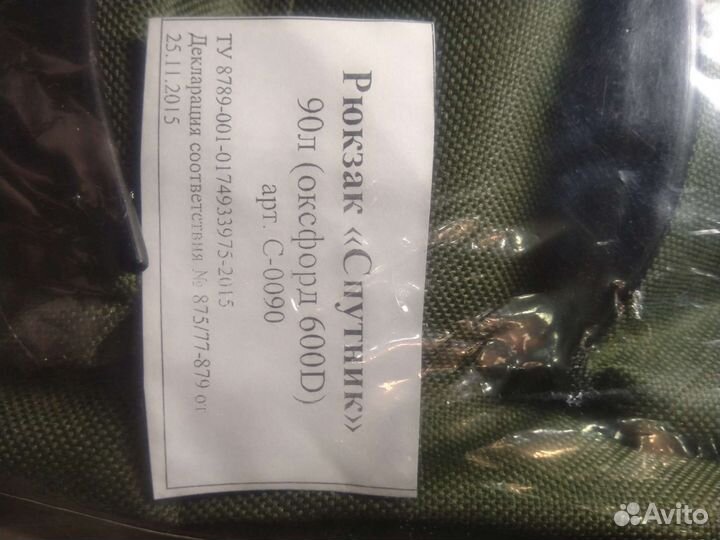 Рюкзак «Спутник»
90л (оксфорд 600D)
арт. С-0090
ТУ 8789-001-0174933975-2015
Декларация соответствия № 875/77-879 от
25.11.2015
Avito